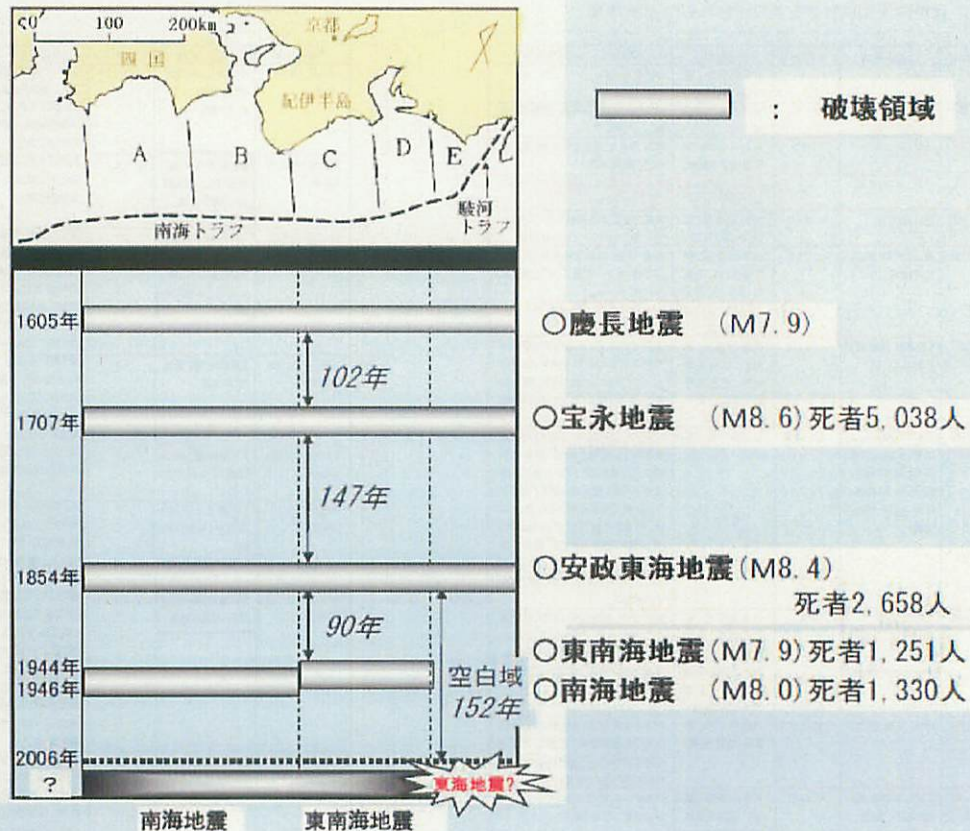 0 100 200km
京都
四国
紀伊半島
A B C D E
南海トラフ
駿河
トラフ
: 破壊領域
1605年
○慶長地震 (M7.9)
102年
1707年
○宝永地震 (M8.6)死者5,038人
147年
1854年
○安政東海地震(M8.4)
死者2,658人
90年
1944年
○東南海地震(M7.9)死者1,251人
1946年
○南海地震 (M8.0)死者1,330人
空白域
152年
2006年
?
東海地震?
南海地震 東南海地震